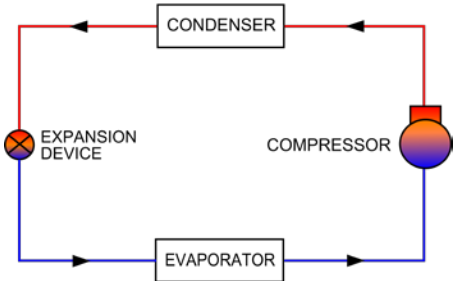 CONDENSER
EXPANSION
DEVICE
COMPRESSOR
EVAPORATOR